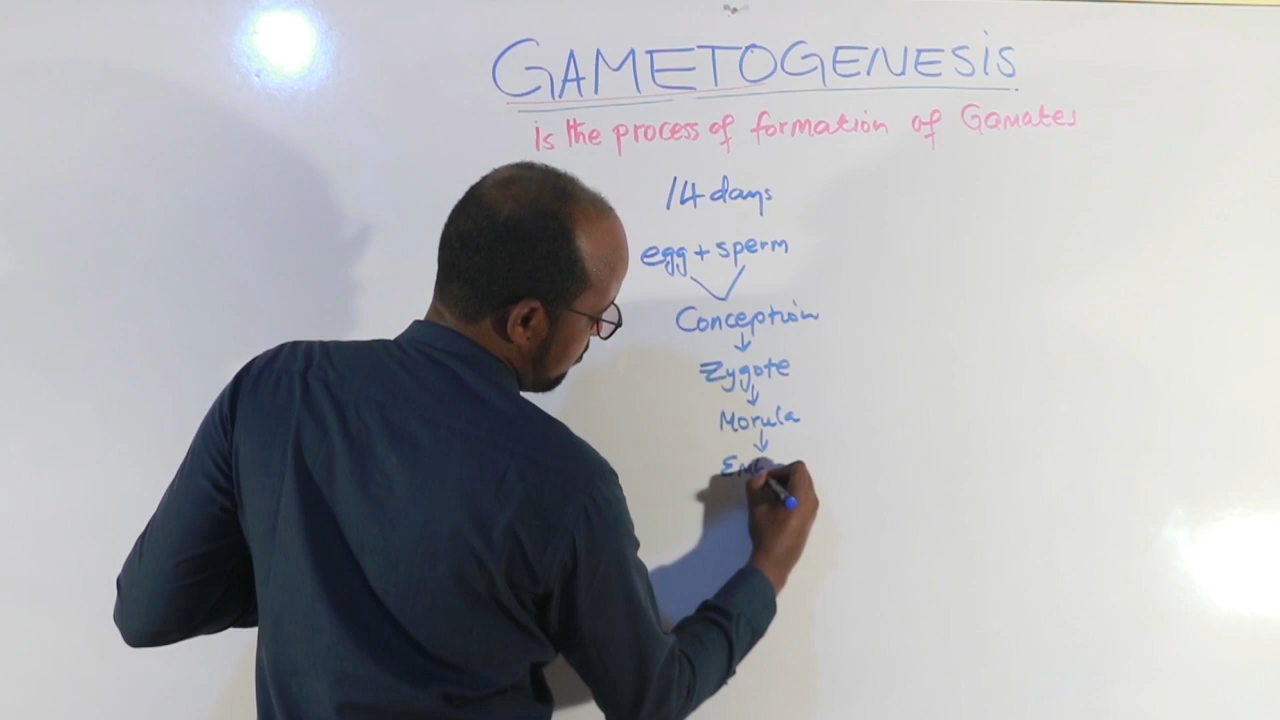 GAMETOGENESIS
is the process of formation of Gamates
14 days
egg + sperm
Conception
Zygote
Morula